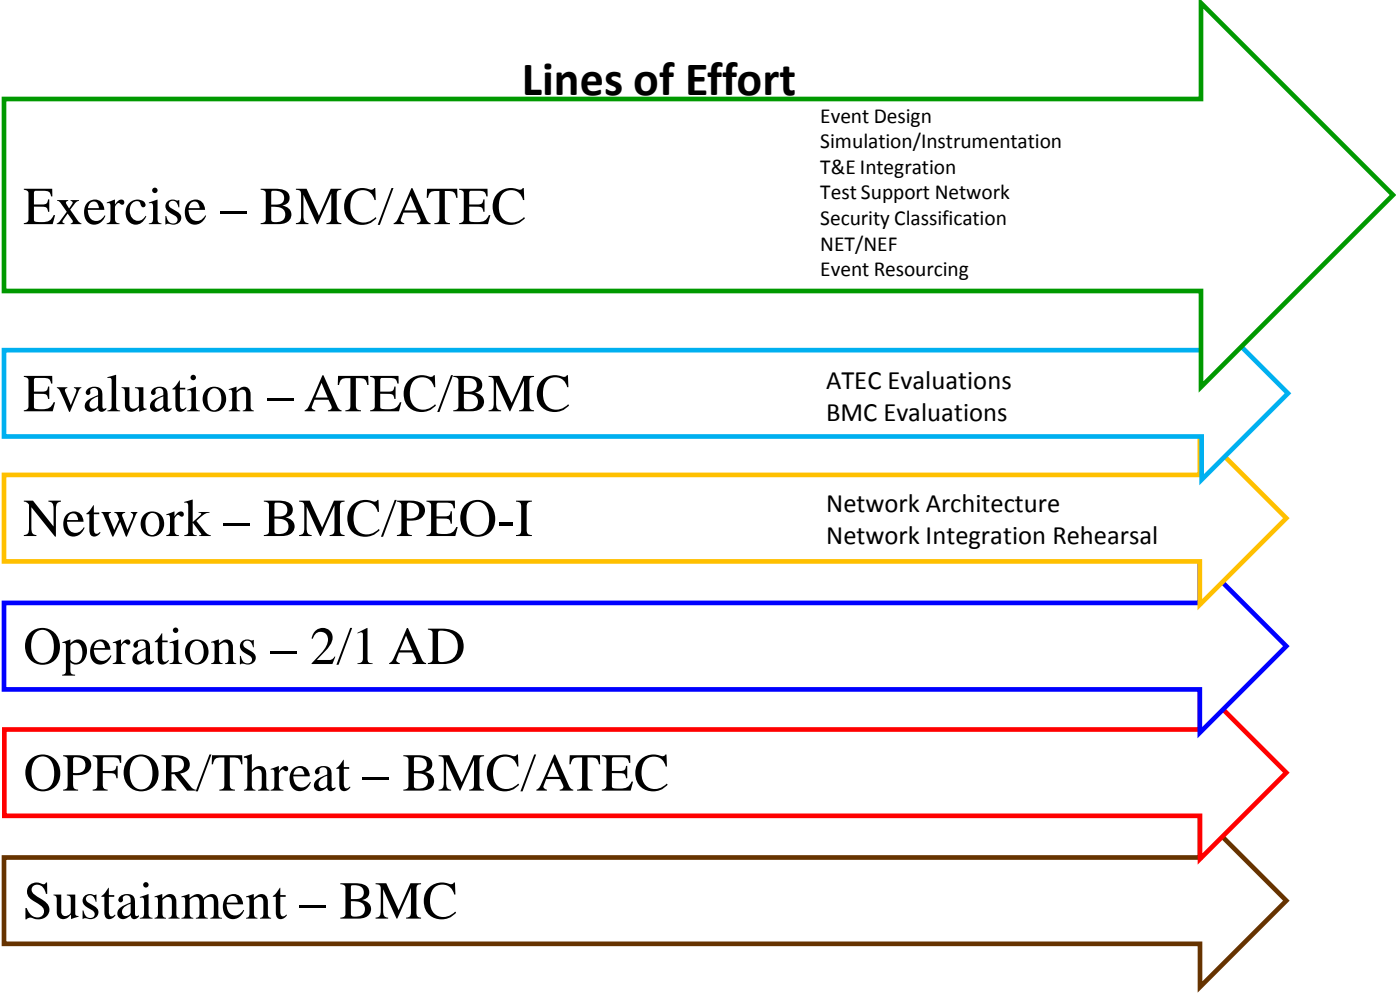 Lines of Effort
Exercise – BMC/ATEC
Event Design
Simulation/Instrumentation
T&E Integration
Test Support Network
Security Classification
NET/NEF
Event Resourcing
Evaluation – ATEC/BMC
ATEC Evaluations
BMC Evaluations
Network – BMC/PEO-I
Network Architecture
Network Integration Rehearsal
Operations – 2/1 AD
OPFOR/Threat – BMC/ATEC
Sustainment – BMC